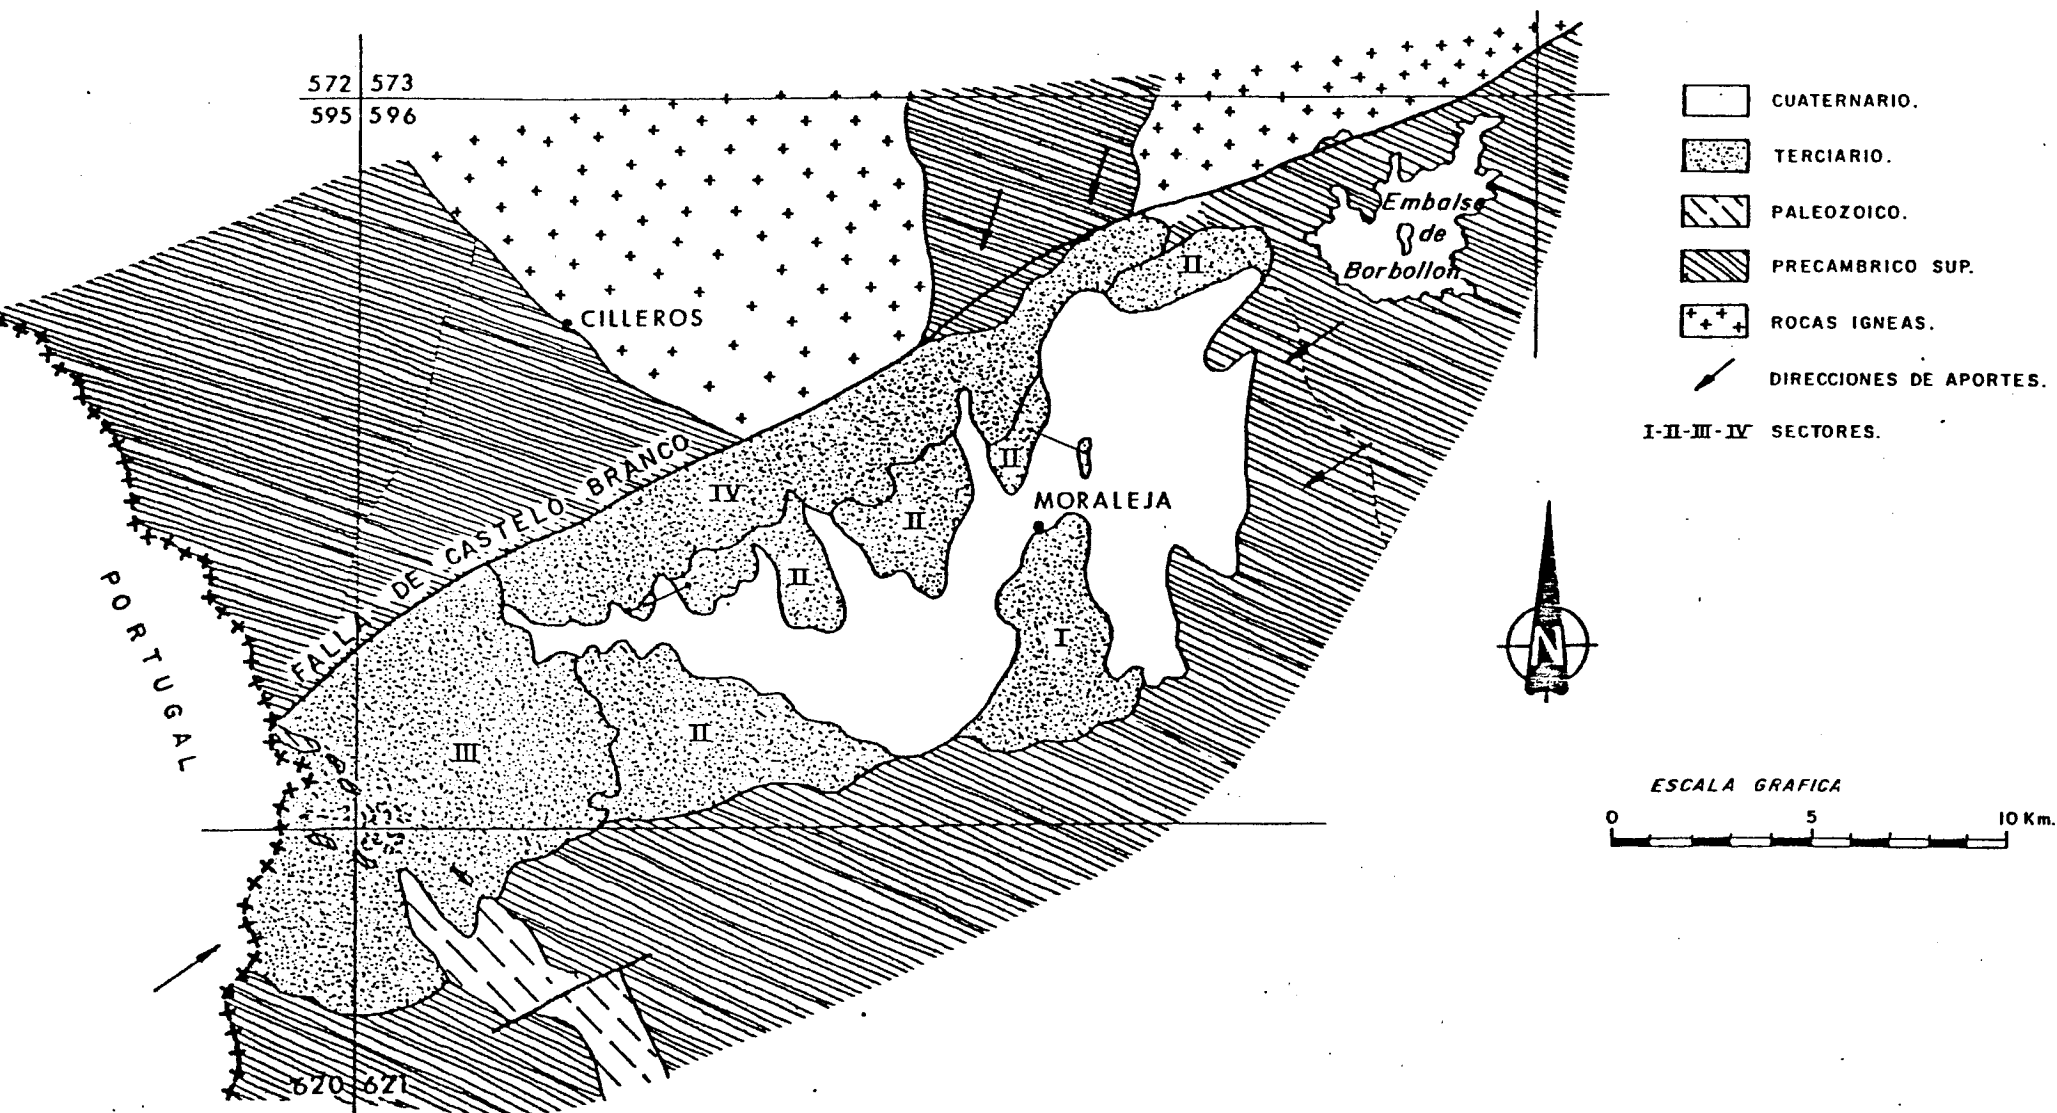 572 573
595 596
CUATERNARIO.
TERCIARIO.
PALEOZOICO.
PRECAMBRICO SUP.
ROCAS IGNEAS.
DIRECCIONES DE APORTES.
I-II-III-IV SECTORES.
Embalse
de
Borbollon
II
CILLEROS
FALLA DE CASTELO BRANCO
IV
II
II
II
MORALEJA
I
II
III
PORTUGAL
N
ESCALA GRAFICA
0 5 10 Km.
620 621